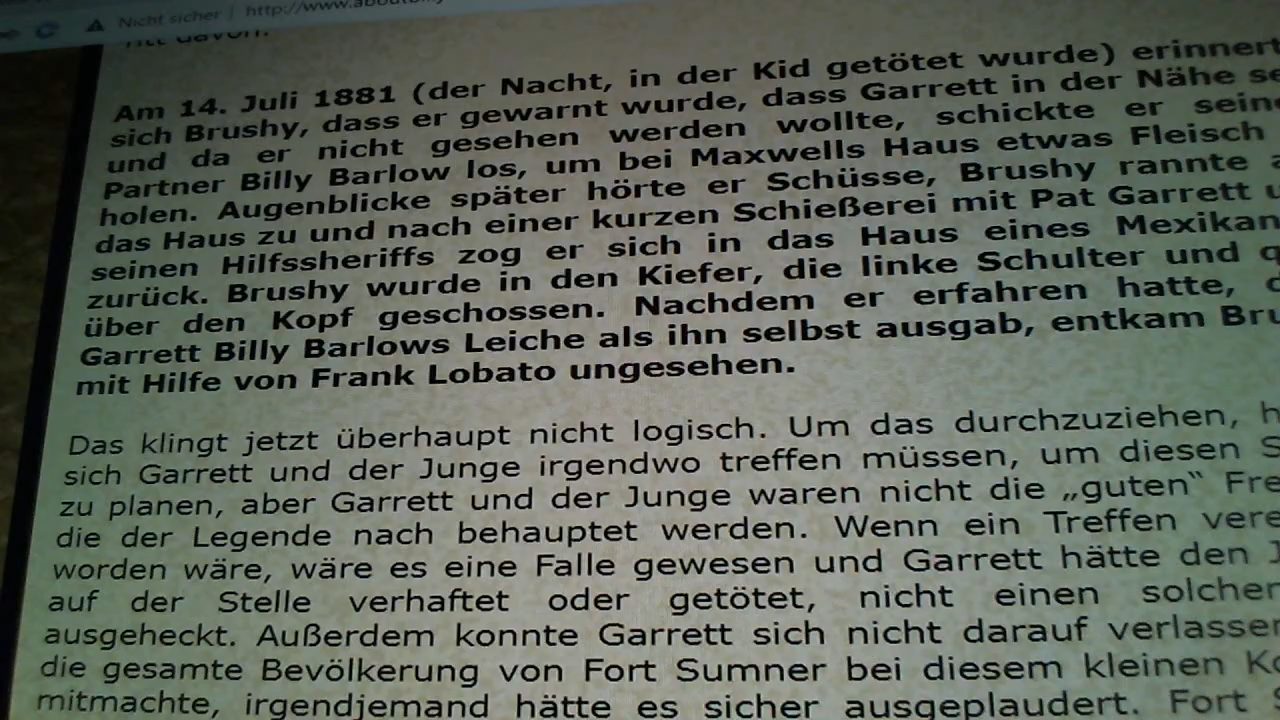 Nicht sicher | http://www.
Am 14. Juli 1881 (der Nacht, in der Kid getötet wurde) erinnert
sich Brushy, dass er gewarnt wurde, dass Garrett in der Nähe
und da er nicht gesehen werden wollte, schickte er
Partner Billy Barlow los, um bei Maxwells Haus etwas Fleisch
holen. Augenblicke später hörte er Schüsse, Brushy rannte
das Haus zu und nach einer kurzen Schießerei mit Pat Garrett
seinen Hilfssheriffs zog er sich in das Haus eines
zurück. Brushy wurde in den Kiefer, die linke Schulter und
über den Kopf geschossen. Nachdem er erfahren hatte,
Garrett Billy Barlows Leiche als ihn selbst ausgab, entkam
mit Hilfe von Frank Lobato ungesehen.
Das klingt jetzt überhaupt nicht logisch. Um das durchzuziehen,
sich Garrett und der Junge irgendwo treffen müssen, um diesen
zu planen, aber Garrett und der Junge waren nicht die „guten“
die der Legende nach behauptet werden. Wenn ein Treffen
worden wäre, wäre es eine Falle gewesen und Garrett hätte den
auf der Stelle verhaftet oder getötet, nicht einen
ausgeheckt. Außerdem konnte Garrett sich nicht darauf
die gesamte Bevölkerung von Fort Sumner bei diesem kleinen
mitmachte, irgendjemand hätte es sicher ausgeplaudert. Fort